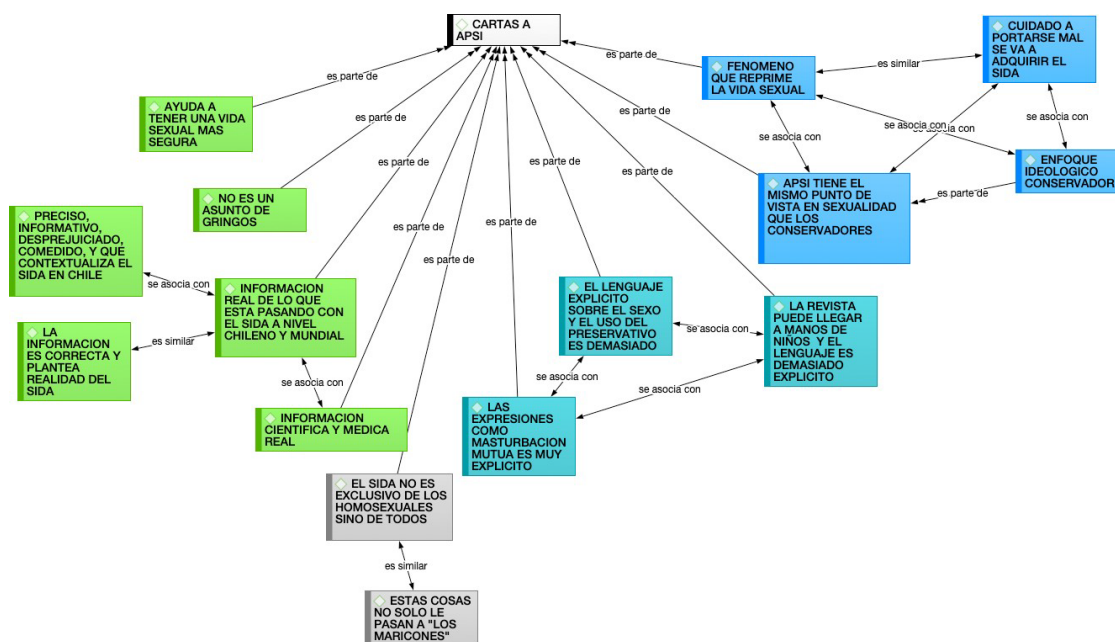 CARTAS A
APSI
CUIDADO A
PORTARSE MAL
SE VA A
ADQUIRIR EL
SIDA
es parte de
FENOMENO
QUE REPRIME
LA VIDA SEXUAL
es similar
es parte de
AYUDA A
TENER UNA VIDA
SEXUAL MAS
SEGURA
es parte de
se asocia con
se asocia con
se asocia con
se asocia con
ENFOQUE
IDEOLOGICO
CONSERVADOR
es parte de
es parte de
es parte de
es parte de
APSI TIENE EL
MISMO PUNTO DE
VISTA EN SEXUALIDAD
QUE LOS
CONSERVADORES
es parte de
NO ES UN
ASUNTO DE
GRINGOS
PRECISO,
INFORMATIVO,
DESPREJUICIADO,
COMEDIDO, Y QUE
CONTEXTUALIZA EL
SIDA EN CHILE
es parte de
es parte de
es parte de
se asocia con
INFORMACION
REAL DE LO QUE
ESTA PASANDO CON
EL SIDA A NIVEL
CHILENO Y MUNDIAL
EL LENGUAJE
EXPLICITO
SOBRE EL SEXO
Y EL USO DEL
PRESERVATIVO
ES DEMASIADO
se asocia con
LA REVISTA
PUEDE LLEGAR
A MANOS DE
NIÑOS Y EL
LENGUAJE ES
DEMASIADO
EXPLICITO
LA
INFORMACION
ES CORRECTA Y
PLANTEA
REALIDAD DEL
SIDA
es similar
se asocia con
se asocia con
se asocia con
INFORMACION
CIENTIFICA Y MEDICA
REAL
LAS
EXPRESIONES
COMO
MASTURBACION
MUTUA ES MUY
EXPLICITO
EL SIDA NO ES
EXCLUSIVO DE LOS
HOMOSEXUALES
SINO DE TODOS
es similar
ESTAS COSAS
NO SOLO LE
PASAN A "LOS
MARICONES"